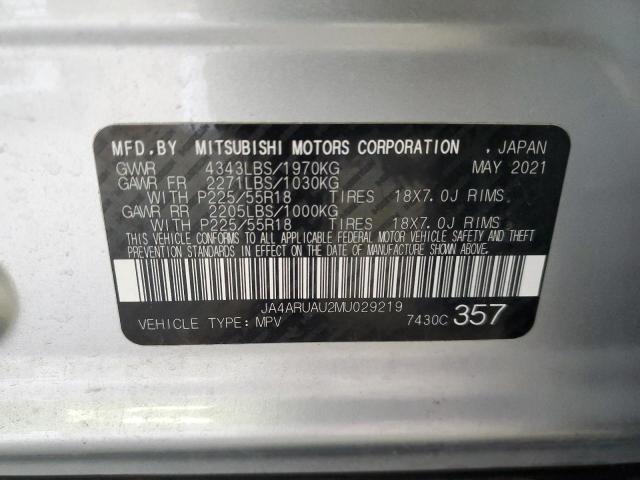 MFD.BY MITSUBISHI MOTORS CORPORATION , JAPAN
GVWR 4343LBS/1970KG MAY 2021
GAWR FR 2271LBS/1030KG
WITH P225/55R18 TIRES 18X7.0J RIMS
GAWR RR 2205LBS/1000KG
WITH P225/55R18 TIRES 18X7.0J RIMS
THIS VEHICLE CONFORMS TO ALL APPLICABLE FEDERAL MOTOR VEHICLE SAFETY AND THEFT
PREVENTION STANDARDS IN EFFECT ON THE DATE OF MANUFACTURE SHOWN ABOVE.
JA4ARUAU2MU029219
VEHICLE TYPE: MPV 7430C 357